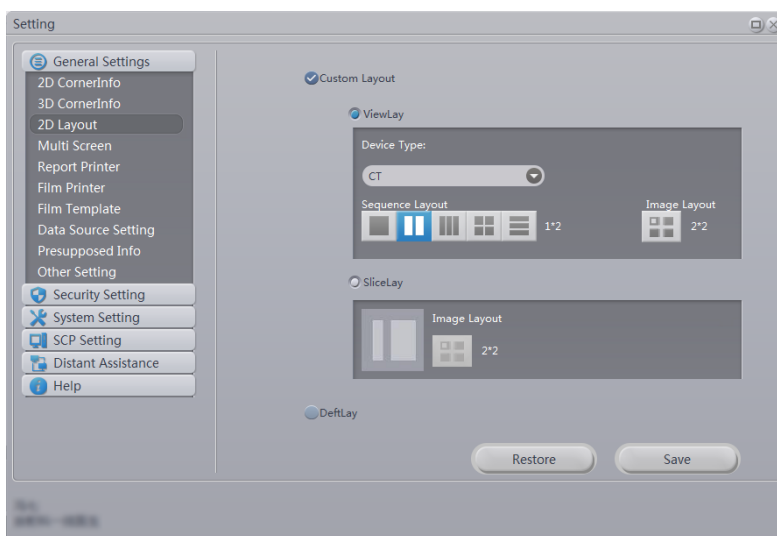 Setting
General Settings
2D CornerInfo
3D CornerInfo
2D Layout
Multi Screen
Report Printer
Film Printer
Film Template
Data Source Setting
Presupposed Info
Other Setting
Security Setting
System Setting
SCP Setting
Distant Assistance
Help
Custom Layout
ViewLay
Device Type:
CT
Sequence Layout
1*2
Image Layout
2*2
SliceLay
Image Layout
2*2
DeftLay
Restore
Save